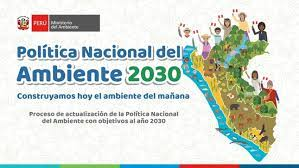 PERÚ
Ministerio
del Ambiente
Política Nacional del
Ambiente 2030
Construyamos hoy el ambiente del mañana
Proceso de actualización de la Política Nacional
del Ambiente con objetivos al año 2030